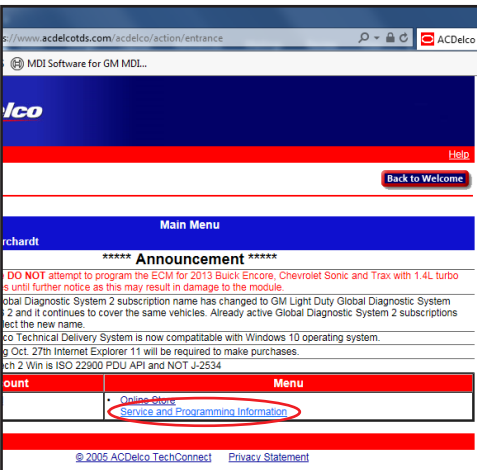 s://www.acdelcotds.com/acdelco/action/entrance
ACDelco
MDI Software for GM MDI...
lco
Help
Back to Welcome
Main Menu
rchardt
***** Announcement *****
DO NOT attempt to program the ECM for 2013 Buick Encore, Chevrolet Sonic and Trax with 1.4L turbo
s until further notice as this may result in damage to the module.
obal Diagnostic System 2 subscription name has changed to GM Light Duty Global Diagnostic System
2 and it continues to cover the same vehicles. Already active Global Diagnostic System 2 subscriptions
lect the new name.
co Technical Delivery System is now compatitable with Windows 10 operating system.
g Oct. 27th Internet Explorer 11 will be required to make purchases.
ech 2 Win is ISO 22900 PDU API and NOT J-2534
ount
Menu
• Online Store
Service and Programming Information
© 2005 ACDelco TechConnect Privacy Statement